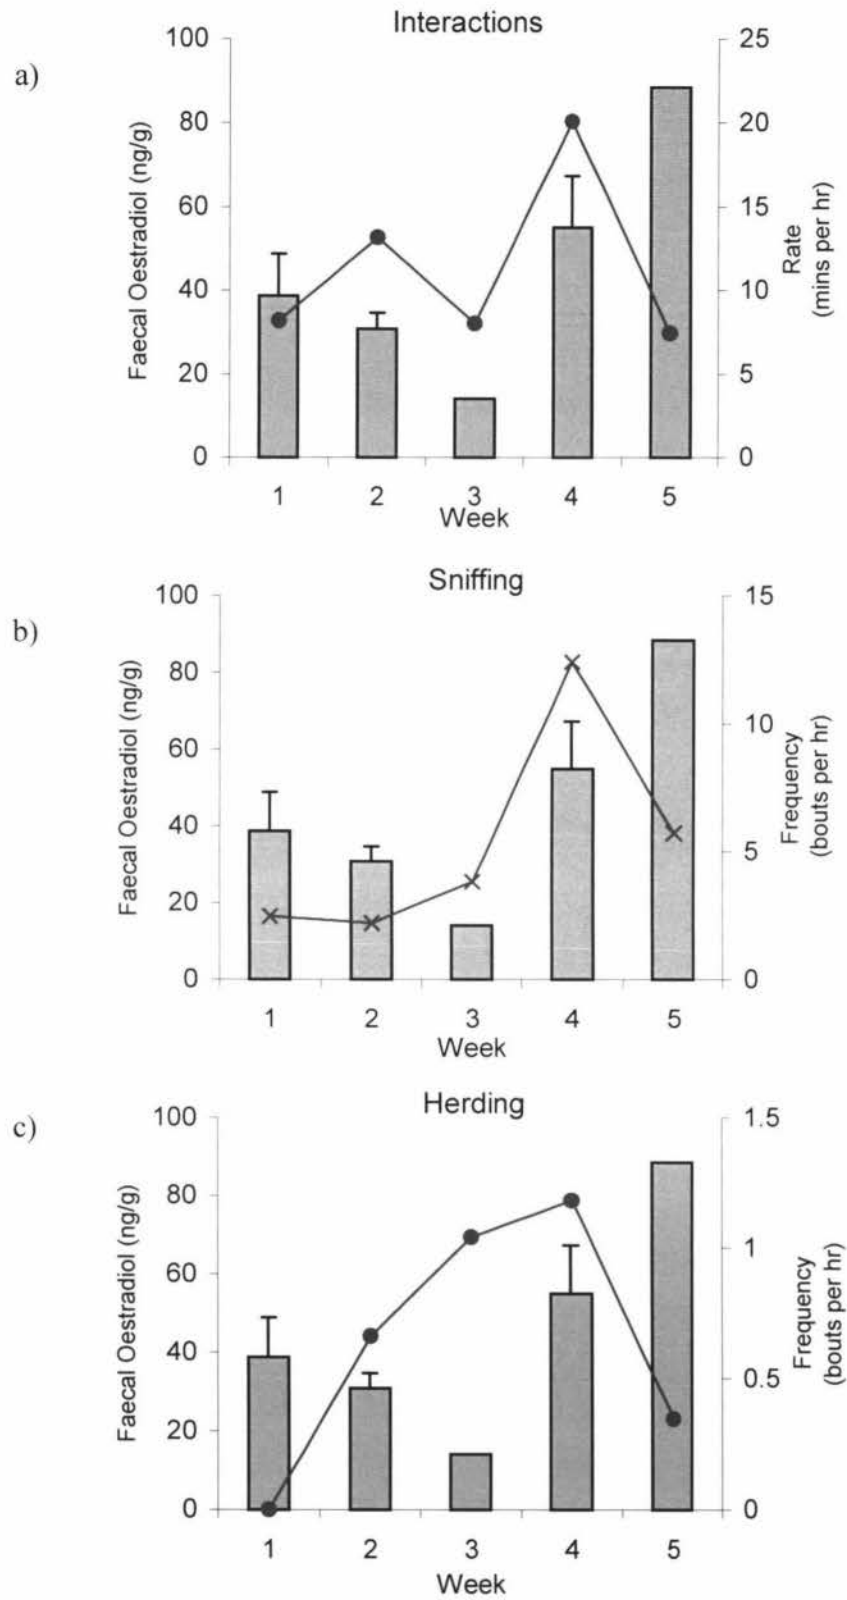 a)
Interactions
Faecal Oestradiol (ng/g)
100
80
60
40
20
0
25
20
15
10
5
0
Rate
(mins per hr)
1 2 3 4 5
Week
b)
Sniffing
Faecal Oestradiol (ng/g)
100
80
60
40
20
0
15
10
5
0
Frequency
(bouts per hr)
1 2 3 4 5
Week
c)
Herding
Faecal Oestradiol (ng/g)
100
80
60
40
20
0
1.5
1
0.5
0
Frequency
(bouts per hr)
1 2 3 4 5
Week